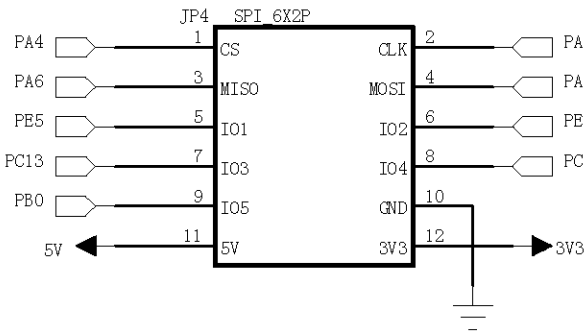 JP4 SPI_6X2P
PA4 1 CS CLK 2 PA
PA6 3 MISO MOSI 4 PA
PE5 5 IO1 IO2 6 PE
PC13 7 IO3 IO4 8 PC
PB0 9 IO5 GND 10
5V 11 5V 3V3 12 3V3